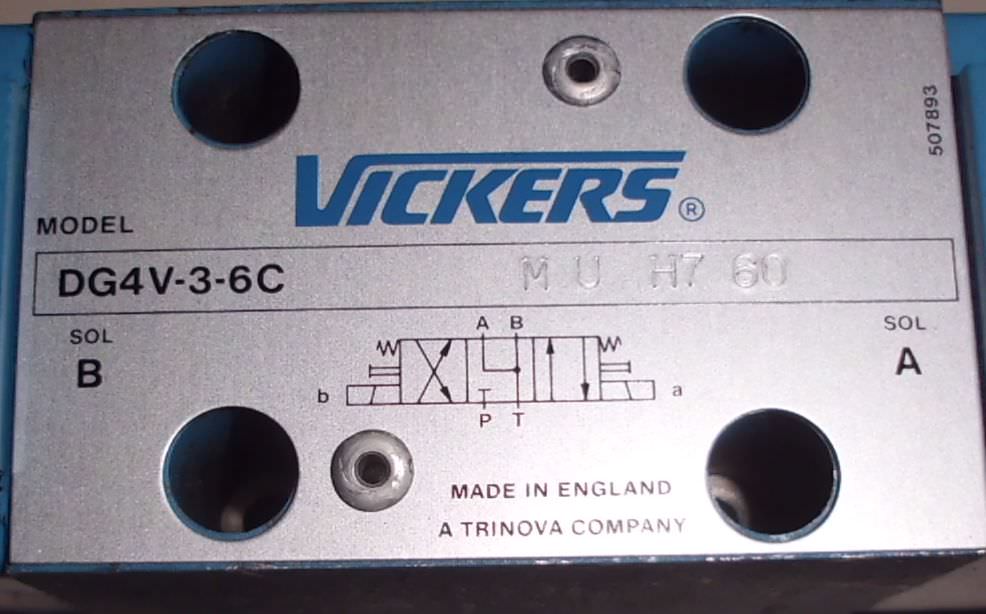 507893
VICKERS®
MODEL
DG4V-3-6C M U H7 60
SOL SOL
B A
A B
b a
P T
MADE IN ENGLAND
A TRINOVA COMPANY